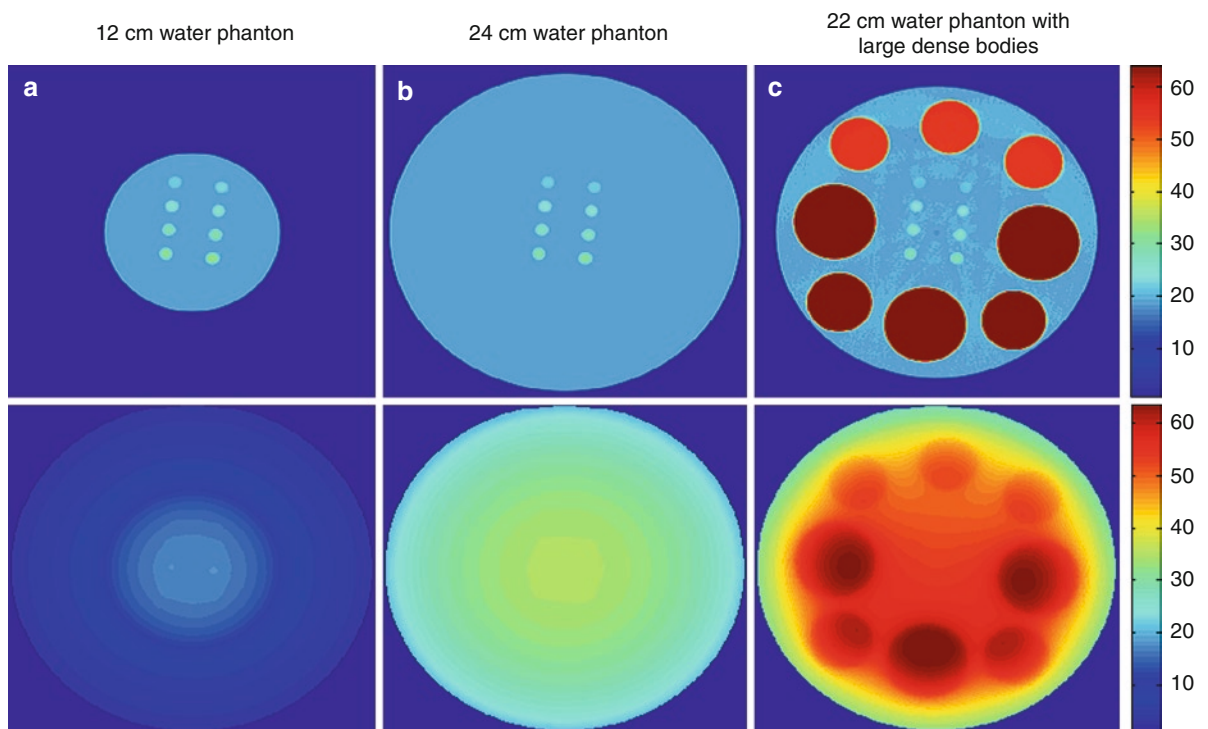 12 cm water phanton
24 cm water phanton
22 cm water phanton with
large dense bodies
a
b
c
60
50
40
30
20
10
60
50
40
30
20
10